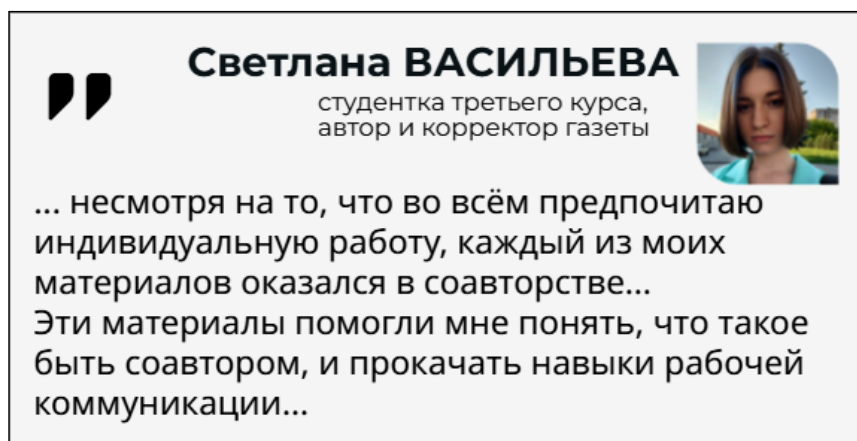 Светлана ВАСИЛЬЕВА
студентка третьего курса,
автор и корректор газеты
... несмотря на то, что во всём предпочитаю
индивидуальную работу, каждый из моих
материалов оказался в соавторстве...
Эти материалы помогли мне понять, что такое
быть соавтором, и прокачать навыки рабочей
коммуникации...